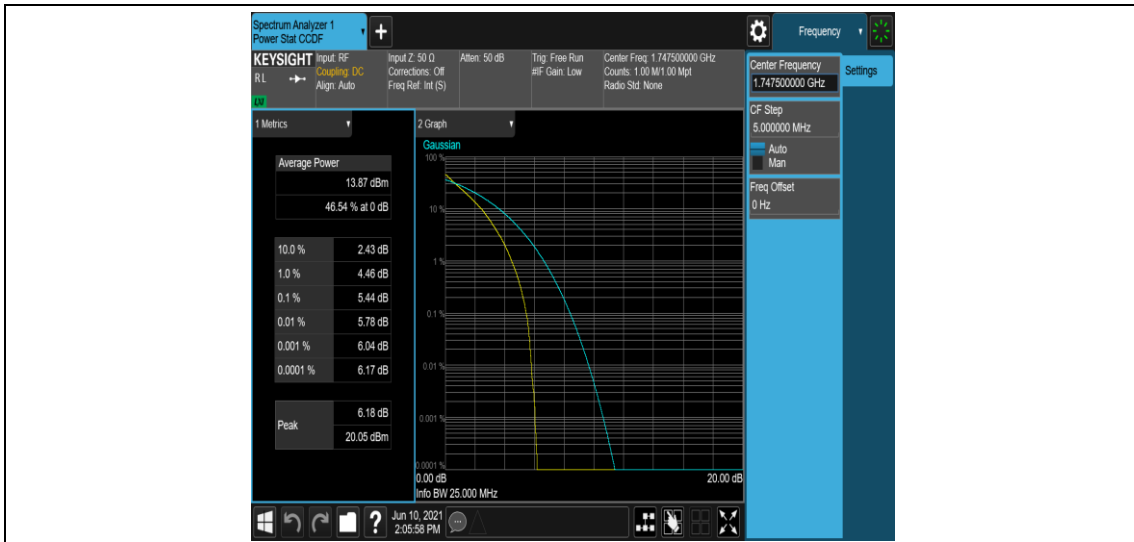 Spectrum Analyzer 1
Power Stat CCDF
+
Frequency
KEYSIGHT
RL
LXI
Input: RF
Coupling: DC
Align: Auto
Input Z: 50 Ω
Corrections: Off
Freq Ref: Int (S)
Atten: 50 dB
Trig: Free Run
#IF Gain: Low
Center Freq: 1.747500000 GHz
Counts: 1.00 M/1.00 Mpt
Radio Std: None
Center Frequency
1.747500000 GHz
Settings
CF Step
5.000000 MHz
Auto
Man
Freq Offset
0 Hz
1 Metrics
Average Power
13.87 dBm
46.54 % at 0 dB
10.0 % 2.43 dB
1.0 % 4.46 dB
0.1 % 5.44 dB
0.01 % 5.78 dB
0.001 % 6.04 dB
0.0001 % 6.17 dB
Peak 6.18 dB
20.05 dBm
2 Graph
Gaussian
100 %
10 %
1 %
0.1 %
0.01 %
0.001 %
0.0001 %
0.00 dB 20.00 dB
Info BW 25.000 MHz
?
Jun 10, 2021
2:05:58 PM